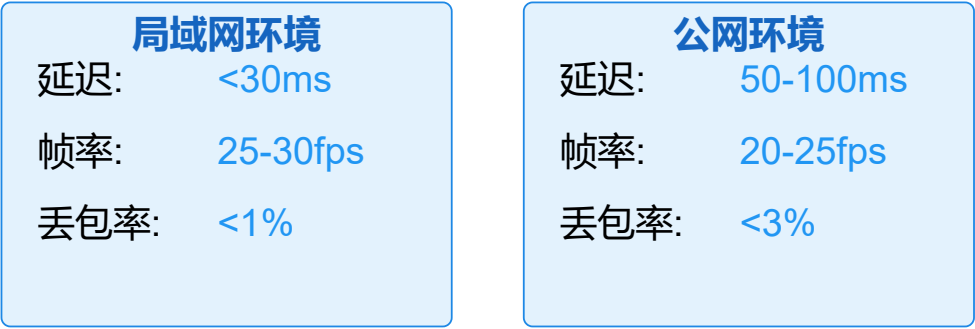 局域网环境
延迟: <30ms
帧率: 25-30fps
丢包率: <1%
公网环境
延迟: 50-100ms
帧率: 20-25fps
丢包率: <3%